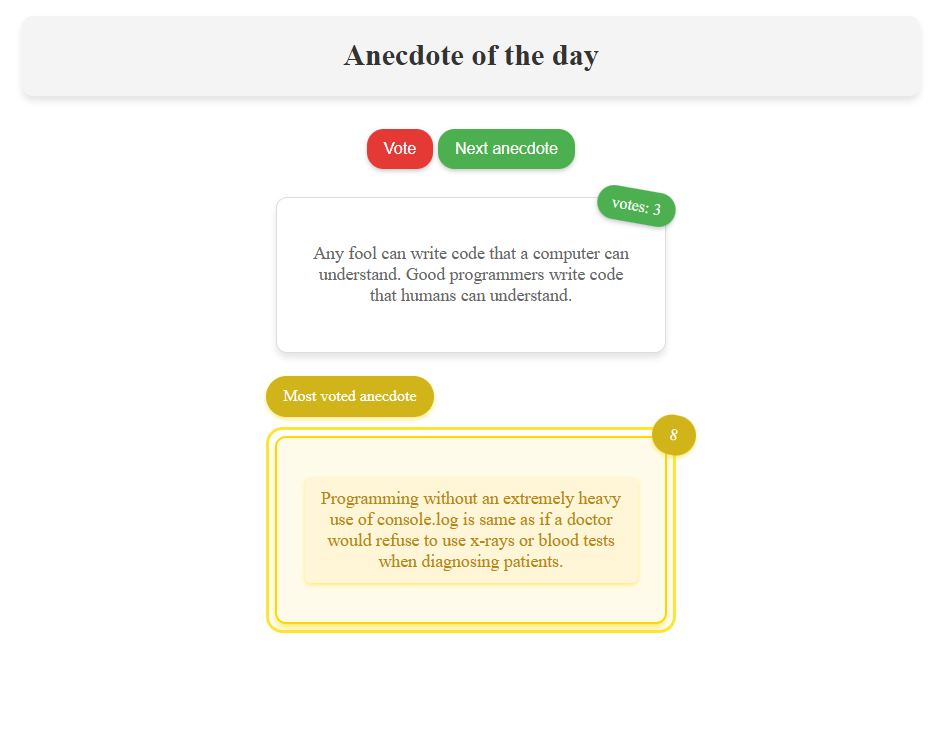 Anecdote of the day
Vote
Next anecdote
votes: 3
Any fool can write code that a computer can
understand. Good programmers write code
that humans can understand.
Most voted anecdote
8
Programming without an extremely heavy
use of console.log is same as if a doctor
would refuse to use x-rays or blood tests
when diagnosing patients.